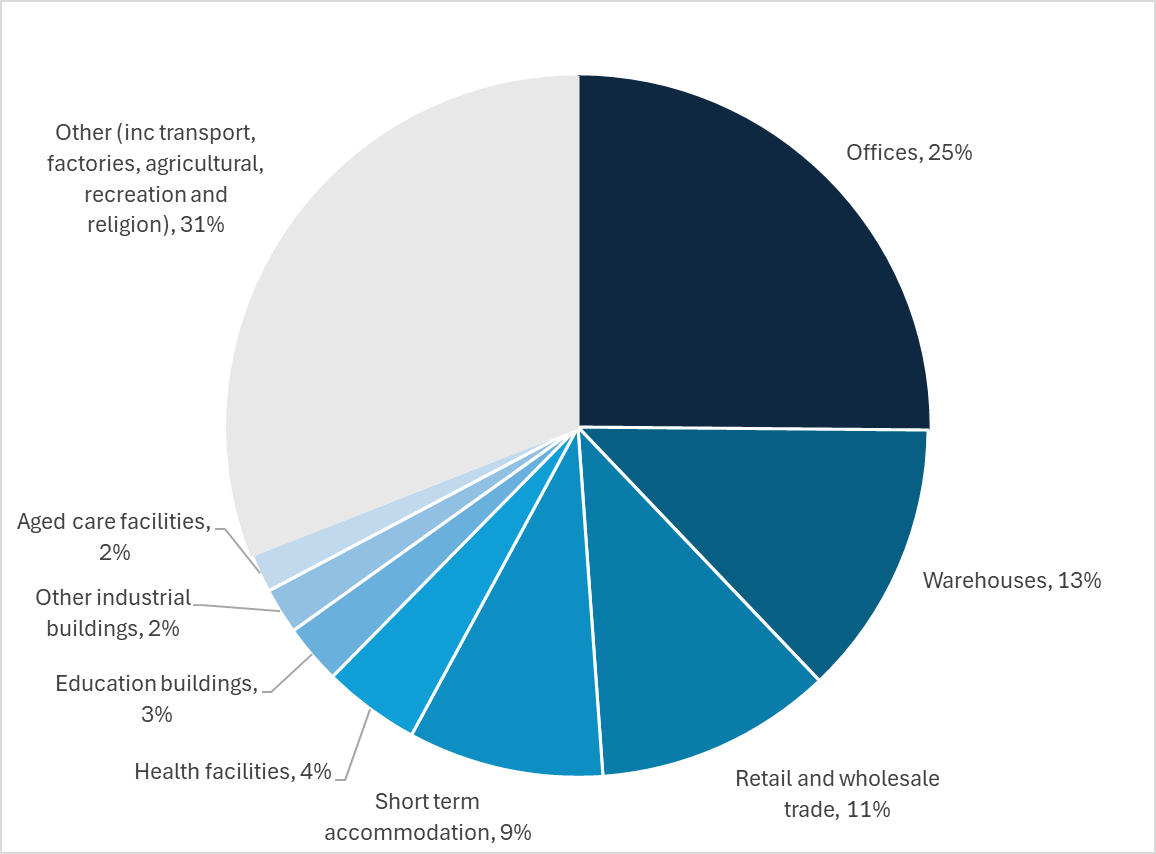 Other (inc transport,
factories, agricultural,
recreation and
religion), 31%
Offices, 25%
Warehouses, 13%
Retail and wholesale
trade, 11%
Short term
accommodation, 9%
Health facilities, 4%
Education buildings,
3%
Other industrial
buildings, 2%
Aged care facilities,
2%